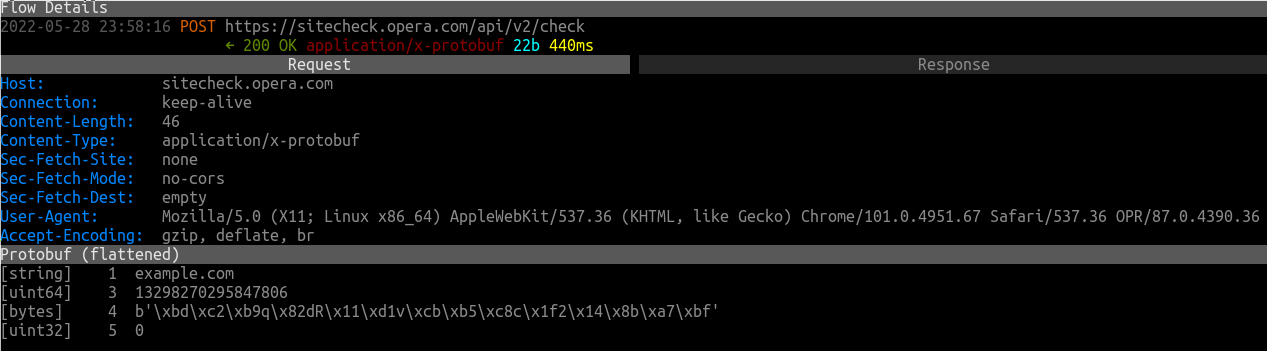 Flow Details
2022-05-28 23:58:16 POST https://sitecheck.opera.com/api/v2/check
← 200 OK application/x-protobuf 22b 440ms
Request Response
Host: sitecheck.opera.com
Connection: keep-alive
Content-Length: 46
Content-Type: application/x-protobuf
Sec-Fetch-Site: none
Sec-Fetch-Mode: no-cors
Sec-Fetch-Dest: empty
User-Agent: Mozilla/5.0 (X11; Linux x86_64) AppleWebKit/537.36 (KHTML, like Gecko) Chrome/101.0.4951.67 Safari/537.36 OPR/87.0.4390.36
Accept-Encoding: gzip, deflate, br
Protobuf (flattened)
[string] 1 example.com
[uint64] 3 13298270295847806
[bytes] 4 b'\xbd\xc2\xb9q\x82dR\x11\xd1v\xcb\xb5\xc8c\x1f2\x14\x8b\xa7\xbf'
[uint32] 5 0